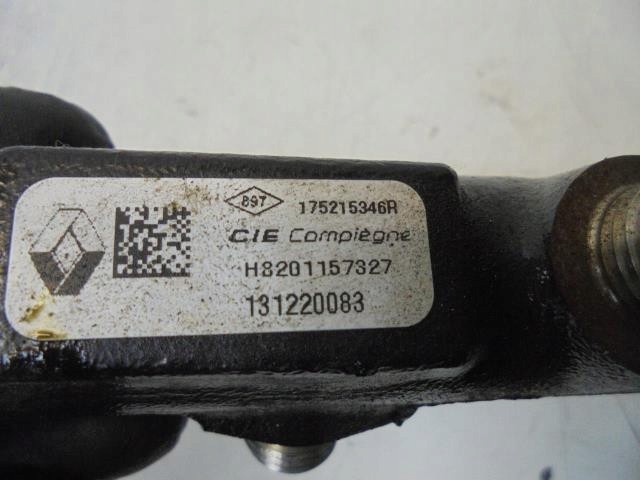 897 175215346R
CIE Compiègne
H8201157327
131220083